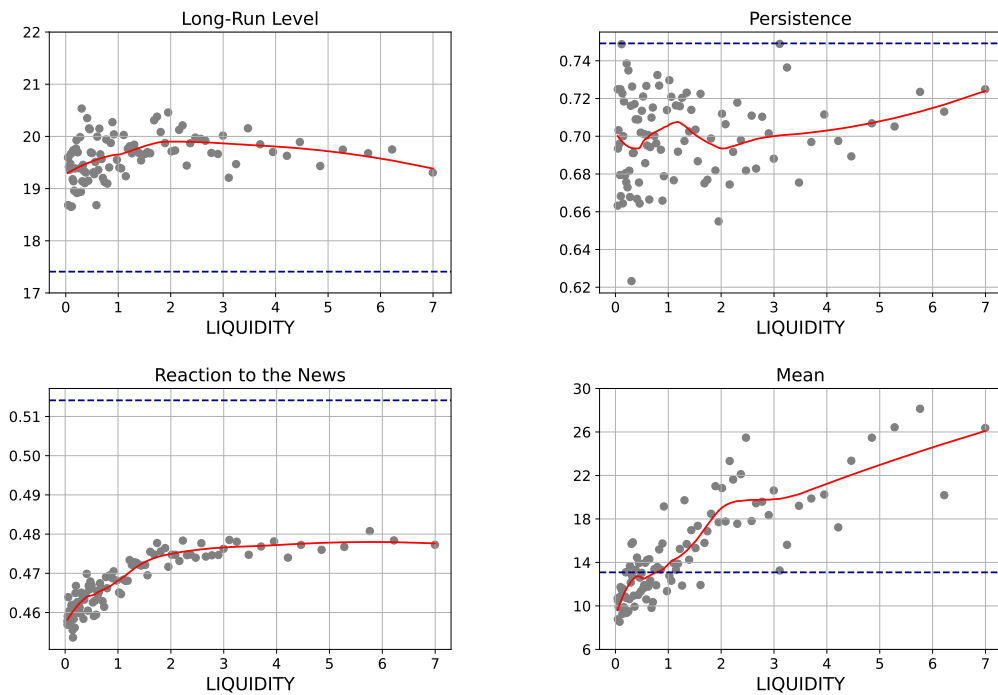 Long-Run Level
22
21
20
19
18
17
0 1 2 3 4 5 6 7
LIQUIDITY
Persistence
0.74
0.72
0.70
0.68
0.66
0.64
0.62
0 1 2 3 4 5 6 7
LIQUIDITY
Reaction to the News
0.51
0.50
0.49
0.48
0.47
0.46
0 1 2 3 4 5 6 7
LIQUIDITY
Mean
30
26
22
18
14
10
6
0 1 2 3 4 5 6 7
LIQUIDITY